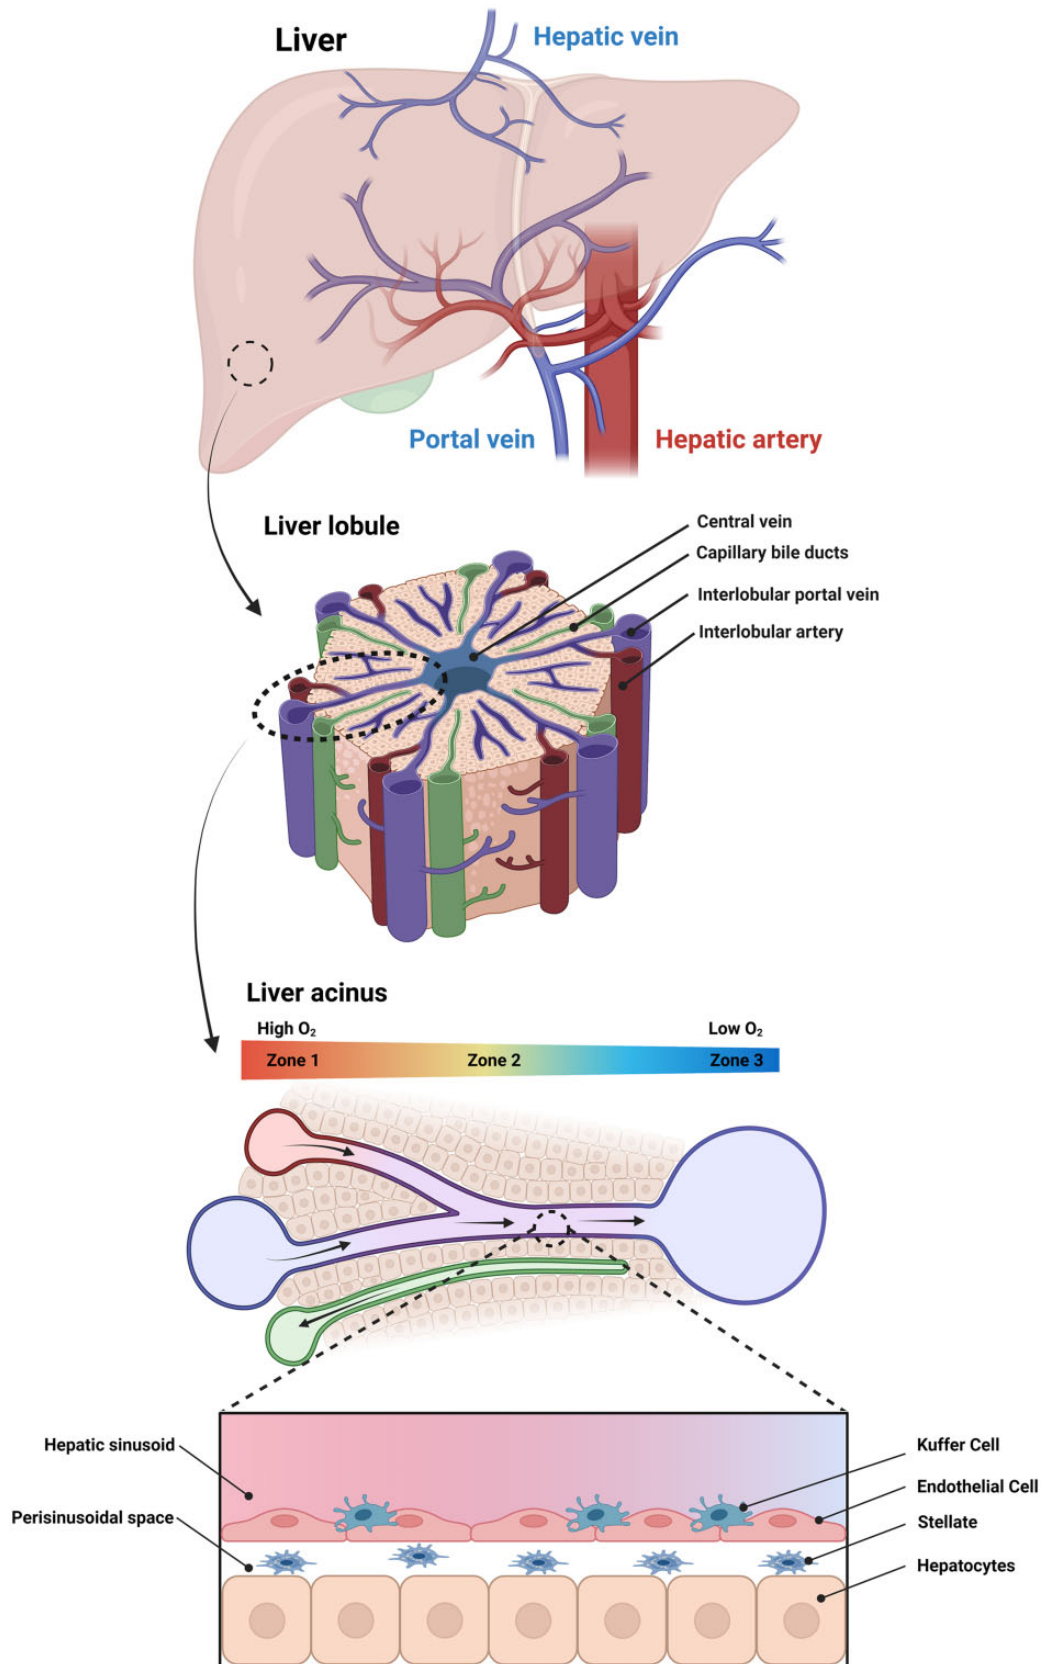 Liver
Hepatic vein
Portal vein
Hepatic artery
Liver lobule
Central vein
Capillary bile ducts
Interlobular portal vein
Interlobular artery
Liver acinus
High O₂
Low O₂
Zone 1
Zone 2
Zone 3
Hepatic sinusoid
Perisinusoidal space
Kuffer Cell
Endothelial Cell
Stellate
Hepatocytes